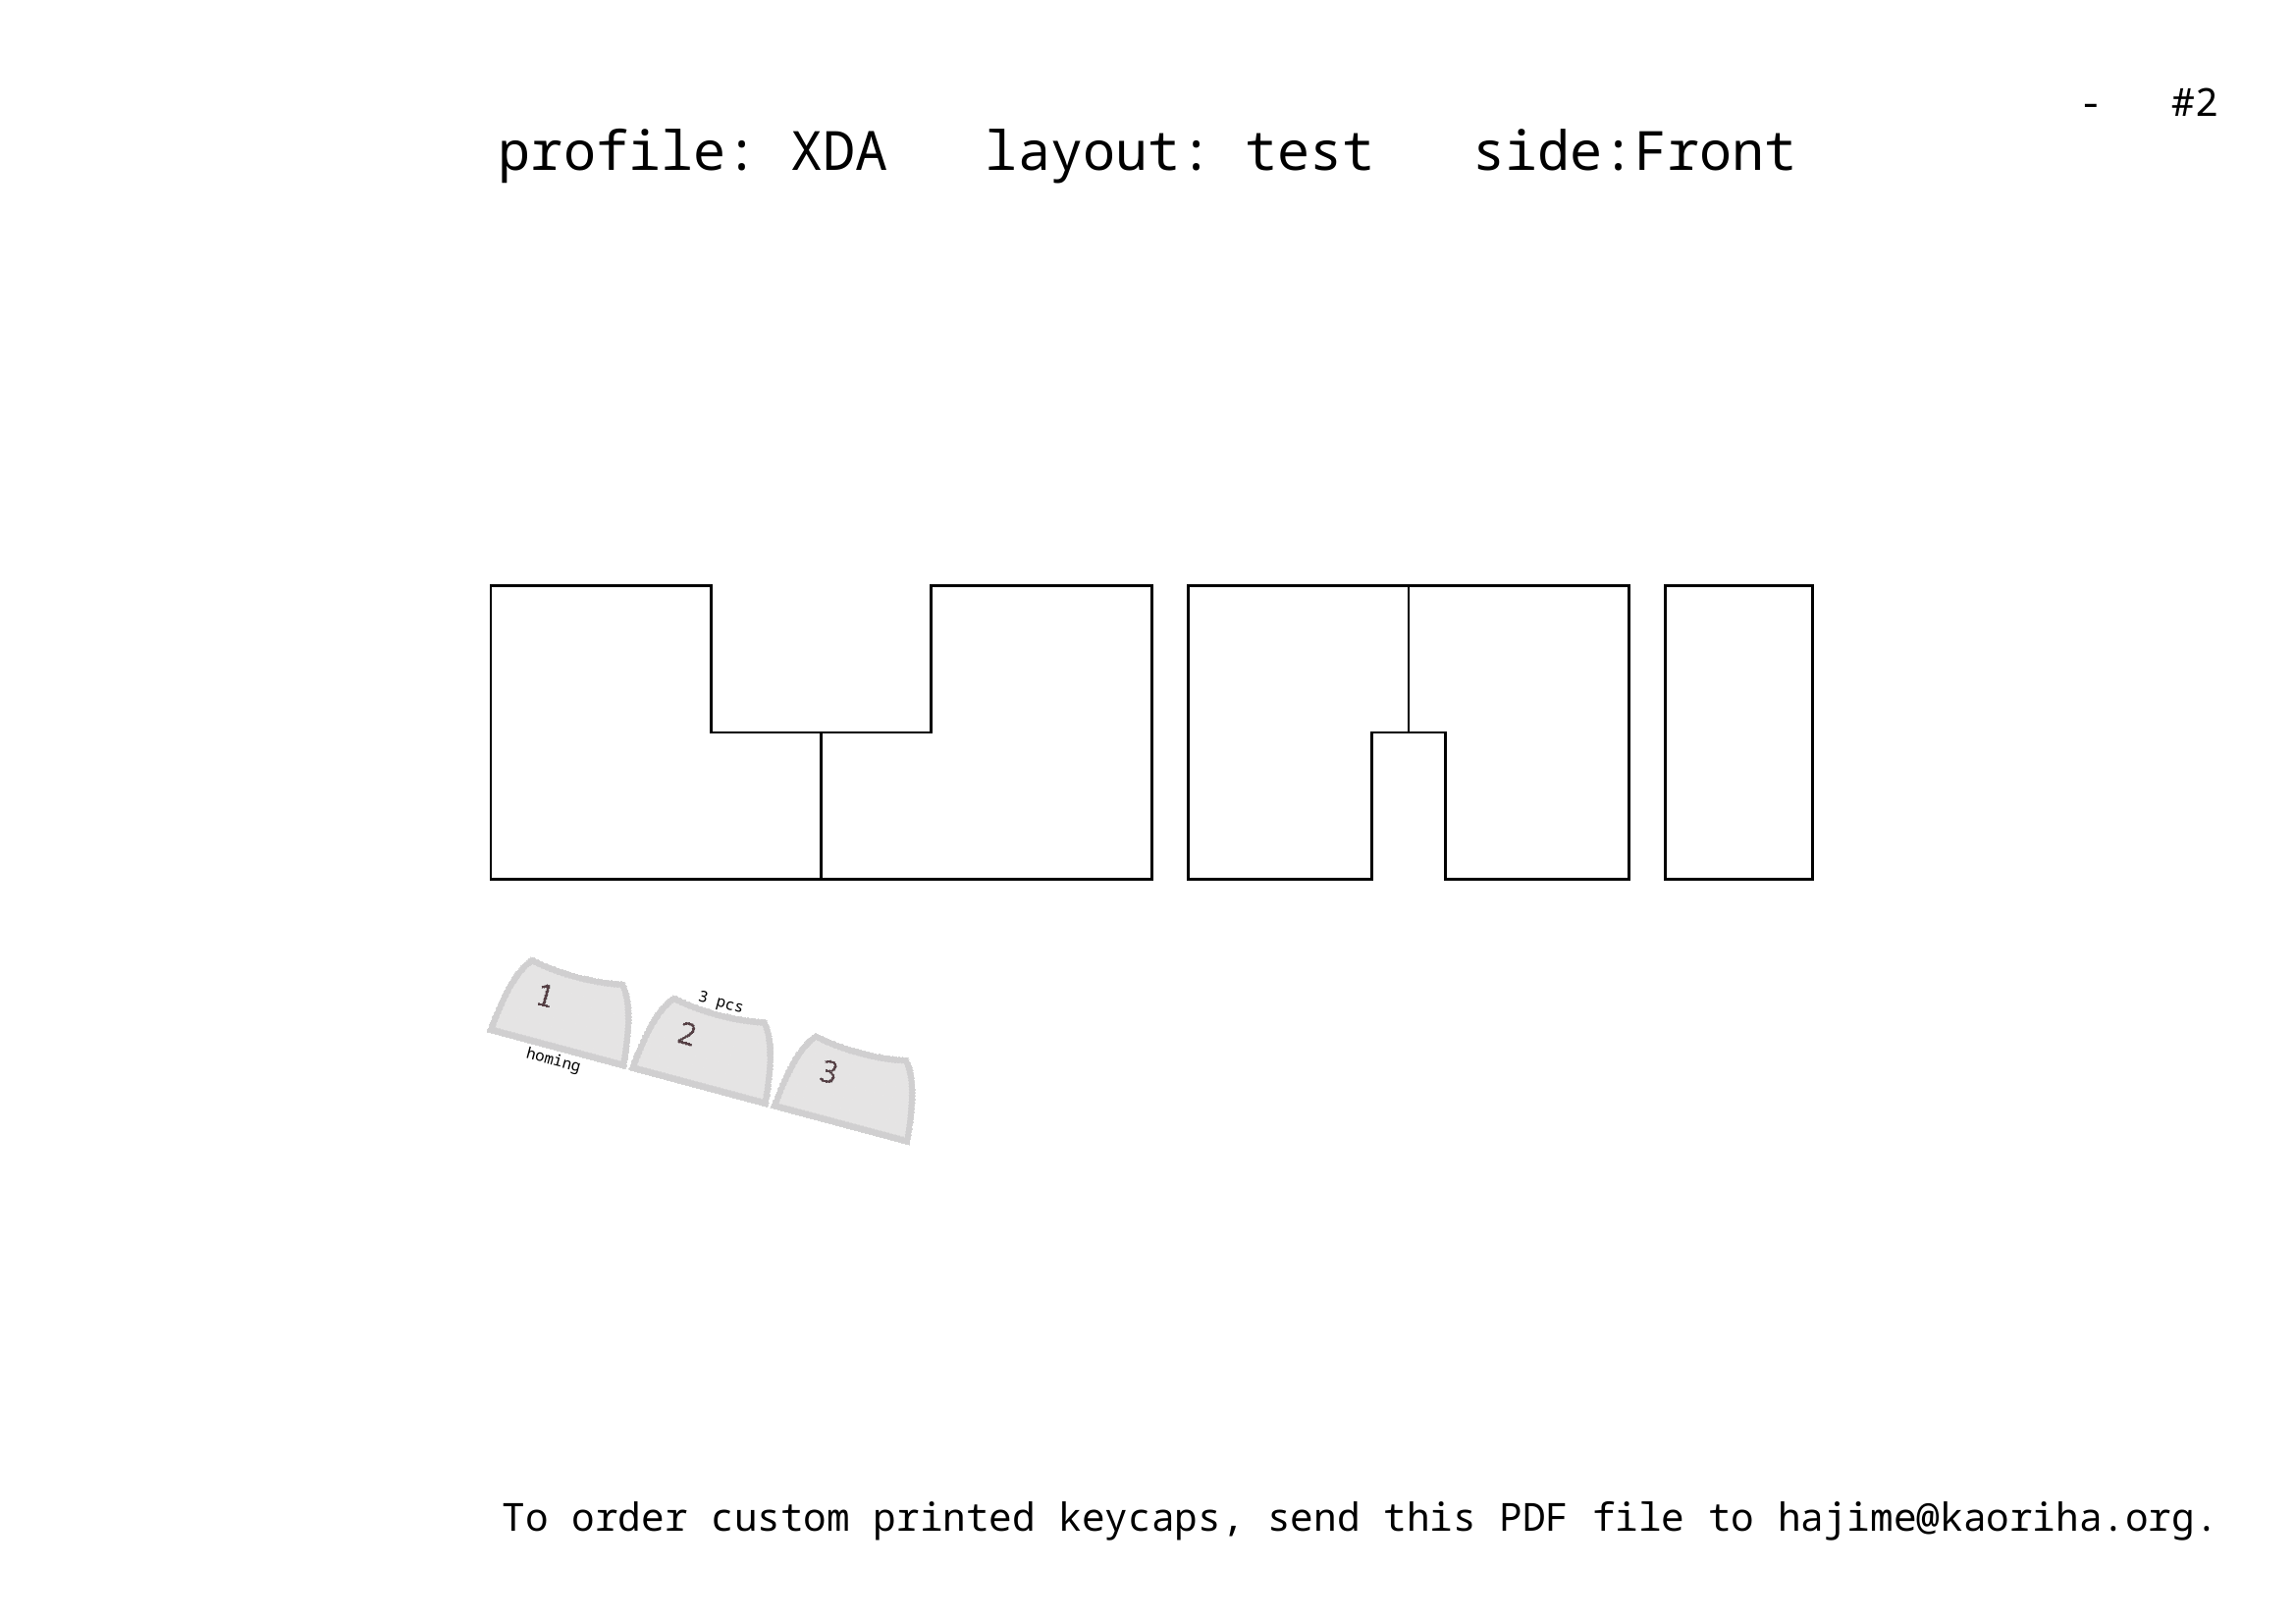 - #2
profile: XDA layout: test side:Front
1
3 pcs
2
homing
3
To order custom printed keycaps, send this PDF file to hajime@kaoriha.org.